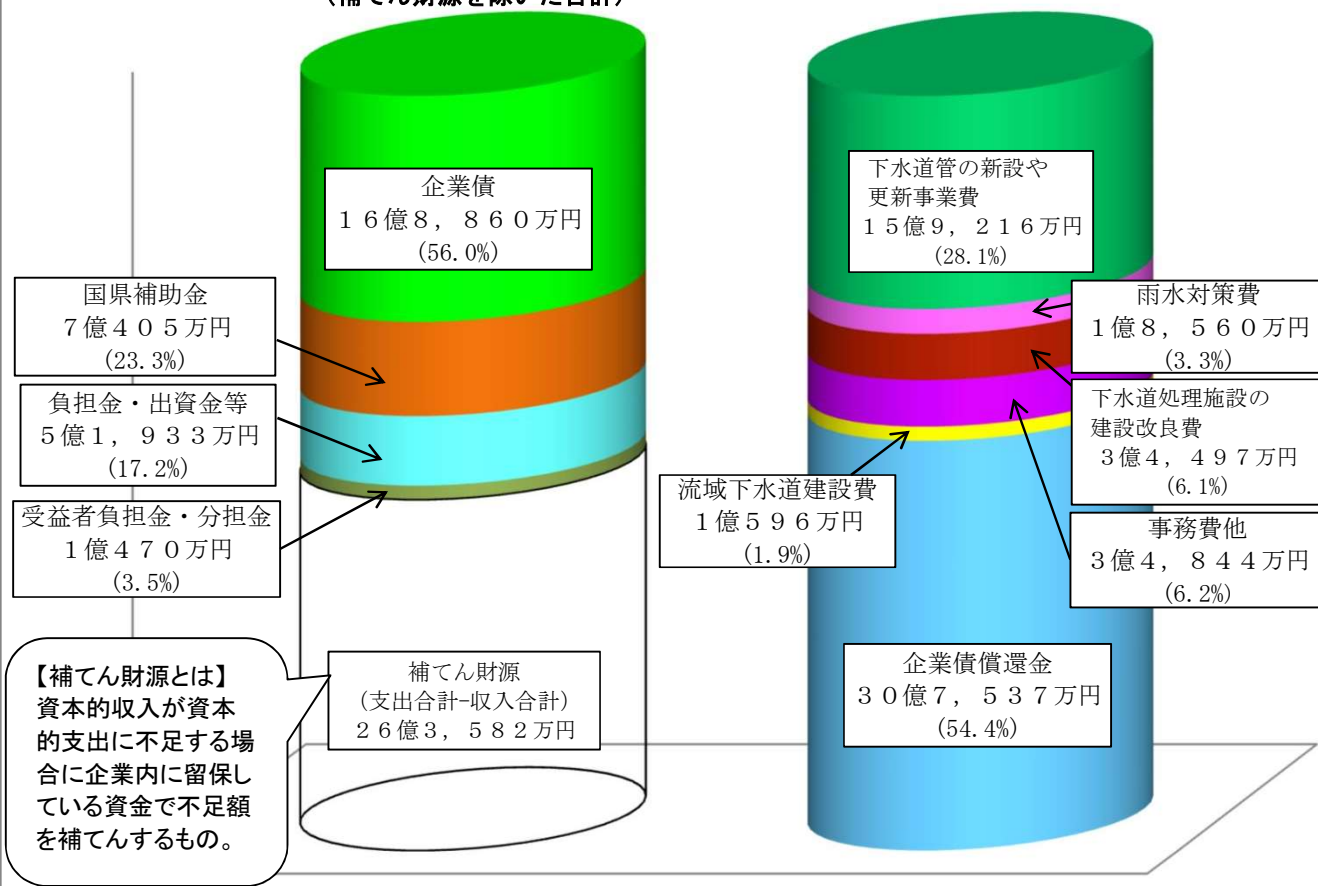 （補てん財源を除いた合計）
企業債
１６億８，８６０万円
(56.0%)
国県補助金
７億４０５万円
(23.3%)
負担金・出資金等
５億１，９３３万円
(17.2%)
受益者負担金・分担金
１億４７０万円
(3.5%)
【補てん財源とは】
資本的収入が資本
的支出に不足する場
合に企業内に留保し
ている資金で不足額
を補てんするもの。
補てん財源
(支出合計-収入合計)
２６億３，５８２万円
下水道管の新設や
更新事業費
１５億９，２１６万円
(28.1%)
雨水対策費
１億８，５６０万円
(3.3%)
下水道処理施設の
建設改良費
３億４，４９７万円
(6.1%)
事務費他
３億４，８４４万円
(6.2%)
流域下水道建設費
１億５９６万円
(1.9%)
企業債償還金
３０億７，５３７万円
(54.4%)